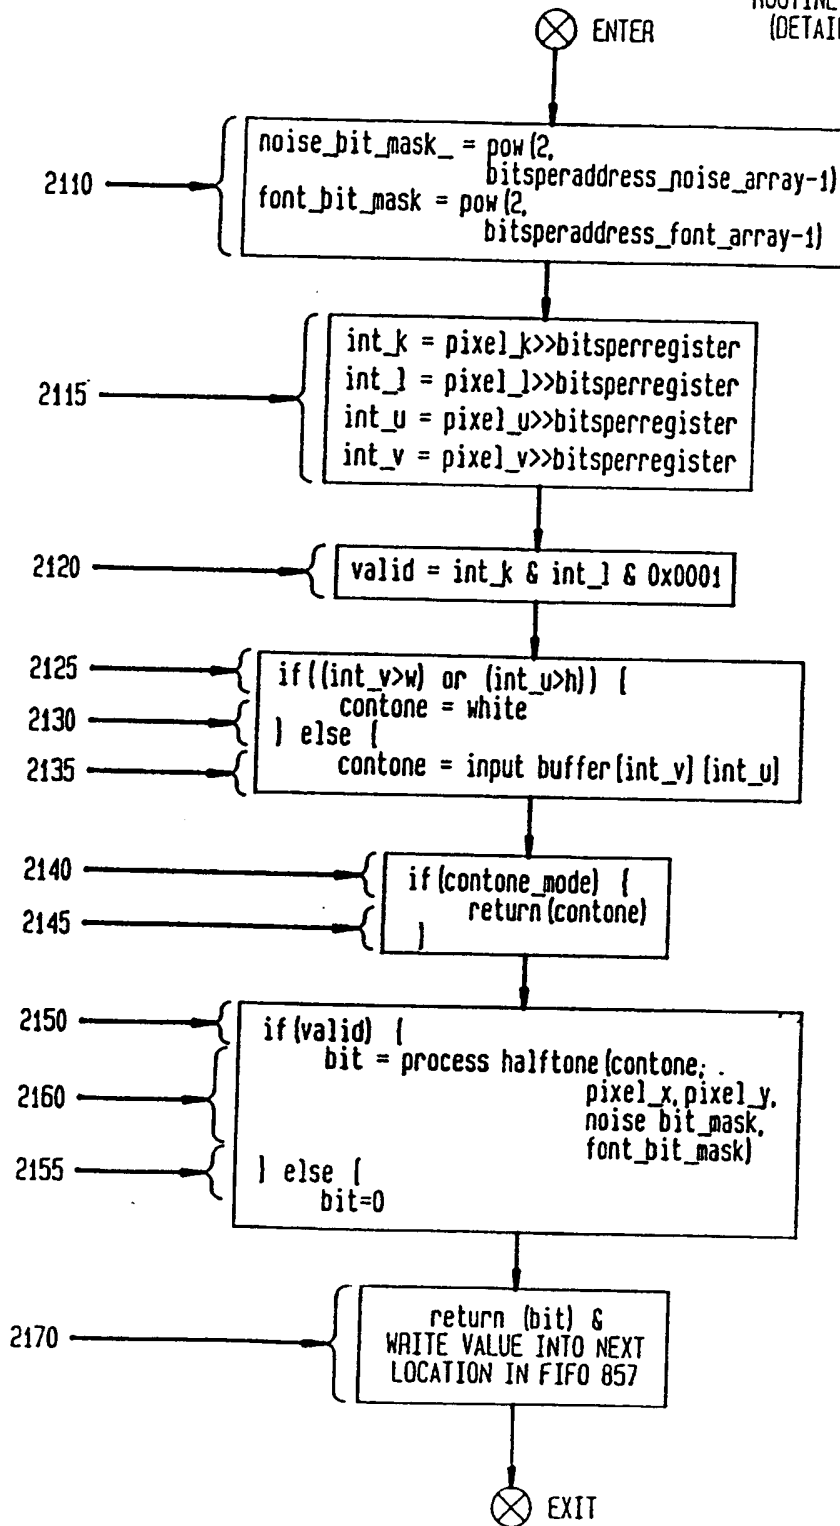 ROUTINE
(DETAIL
ENTER
2110
noise_bit_mask_ = pow(2,
bitsperaddress_noise_array-1)
font_bit_mask = pow(2,
bitsperaddress_font_array-1)
2115
int_k = pixel_k>>bitsperregister
int_l = pixel_l>>bitsperregister
int_u = pixel_u>>bitsperregister
int_v = pixel_v>>bitsperregister
2120
valid = int_k & int_l & 0x0001
2125
if((int_v>w) or (int_u>h)) {
2130
contone = white
} else {
2135
contone = input buffer[int_v][int_u]
2140
if(contone_mode) {
2145
return(contone)
}
2150
if(valid) {
bit = process halftone(contone,
2160
pixel_x,pixel_y,
noise bit_mask,
font_bit_mask)
2155
} else {
bit=0
2170
return (bit) &
WRITE VALUE INTO NEXT
LOCATION IN FIFO 857
EXIT